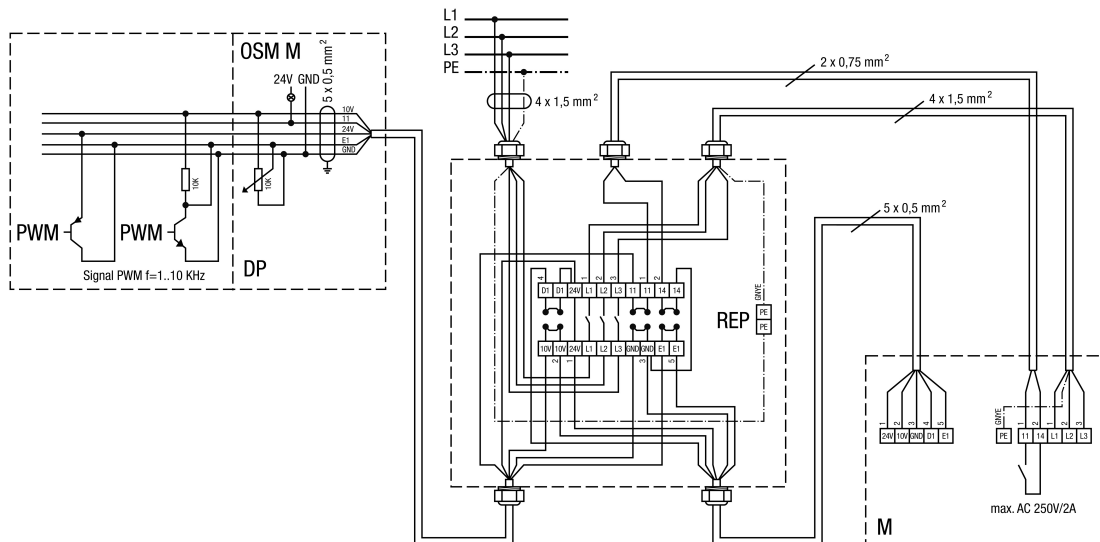 L1
L2
L3
PE
4 x 1,5 mm²
2 x 0,75 mm²
4 x 1,5 mm²
5 x 0,5 mm²
OSM M
5 x 0,5 mm²
24V GND
10V
11
24V
E1
GND
10K
10K
PWM
PWM
Signal PWM f=1..10 KHz
DP
4 1 2 3 1 1 2
D1 D1 24V L1 L2 L3 11 11 14 14
10V 10V 24V L1 L2 L3 GND GND E1 E1
2 1 3 5
REP
GNYE
PE
PE
1 2 3 4 5
24V 10V GND D1 E1
GNYE
1 2 1 2 3
PE 11 14 L1 L2 L3
max. AC 250V/2A
M